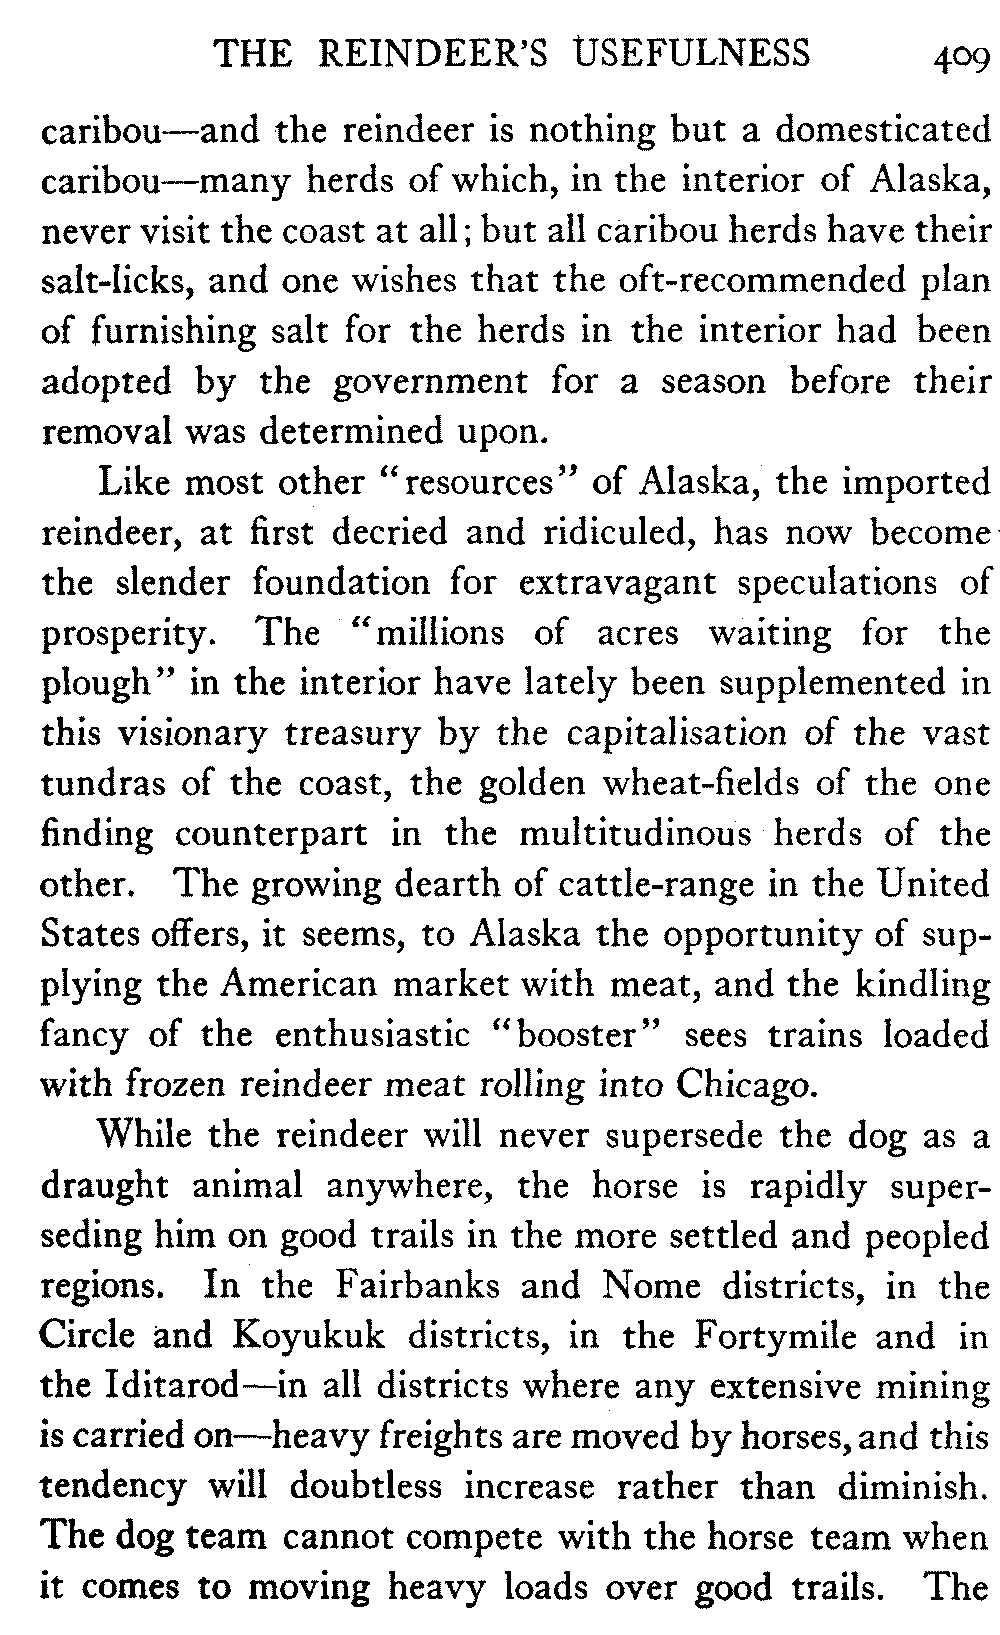 THE REINDEER'S USEFULNESS 409
caribou—and the reindeer is nothing but a domesticated
caribou—many herds of which, in the interior of Alaska,
never visit the coast at all; but all caribou herds have their
salt-licks, and one wishes that the oft-recommended plan
of furnishing salt for the herds in the interior had been
adopted by the government for a season before their
removal was determined upon.
Like most other "resources" of Alaska, the imported
reindeer, at first decried and ridiculed, has now become
the slender foundation for extravagant speculations of
prosperity. The "millions of acres waiting for the
plough" in the interior have lately been supplemented in
this visionary treasury by the capitalisation of the vast
tundras of the coast, the golden wheat-fields of the one
finding counterpart in the multitudinous herds of the
other. The growing dearth of cattle-range in the United
States offers, it seems, to Alaska the opportunity of sup-
plying the American market with meat, and the kindling
fancy of the enthusiastic "booster" sees trains loaded
with frozen reindeer meat rolling into Chicago.
While the reindeer will never supersede the dog as a
draught animal anywhere, the horse is rapidly super-
seding him on good trails in the more settled and peopled
regions. In the Fairbanks and Nome districts, in the
Circle and Koyukuk districts, in the Fortymile and in
the Iditarod—in all districts where any extensive mining
is carried on—heavy freights are moved by horses, and this
tendency will doubtless increase rather than diminish.
The dog team cannot compete with the horse team when
it comes to moving heavy loads over good trails. The